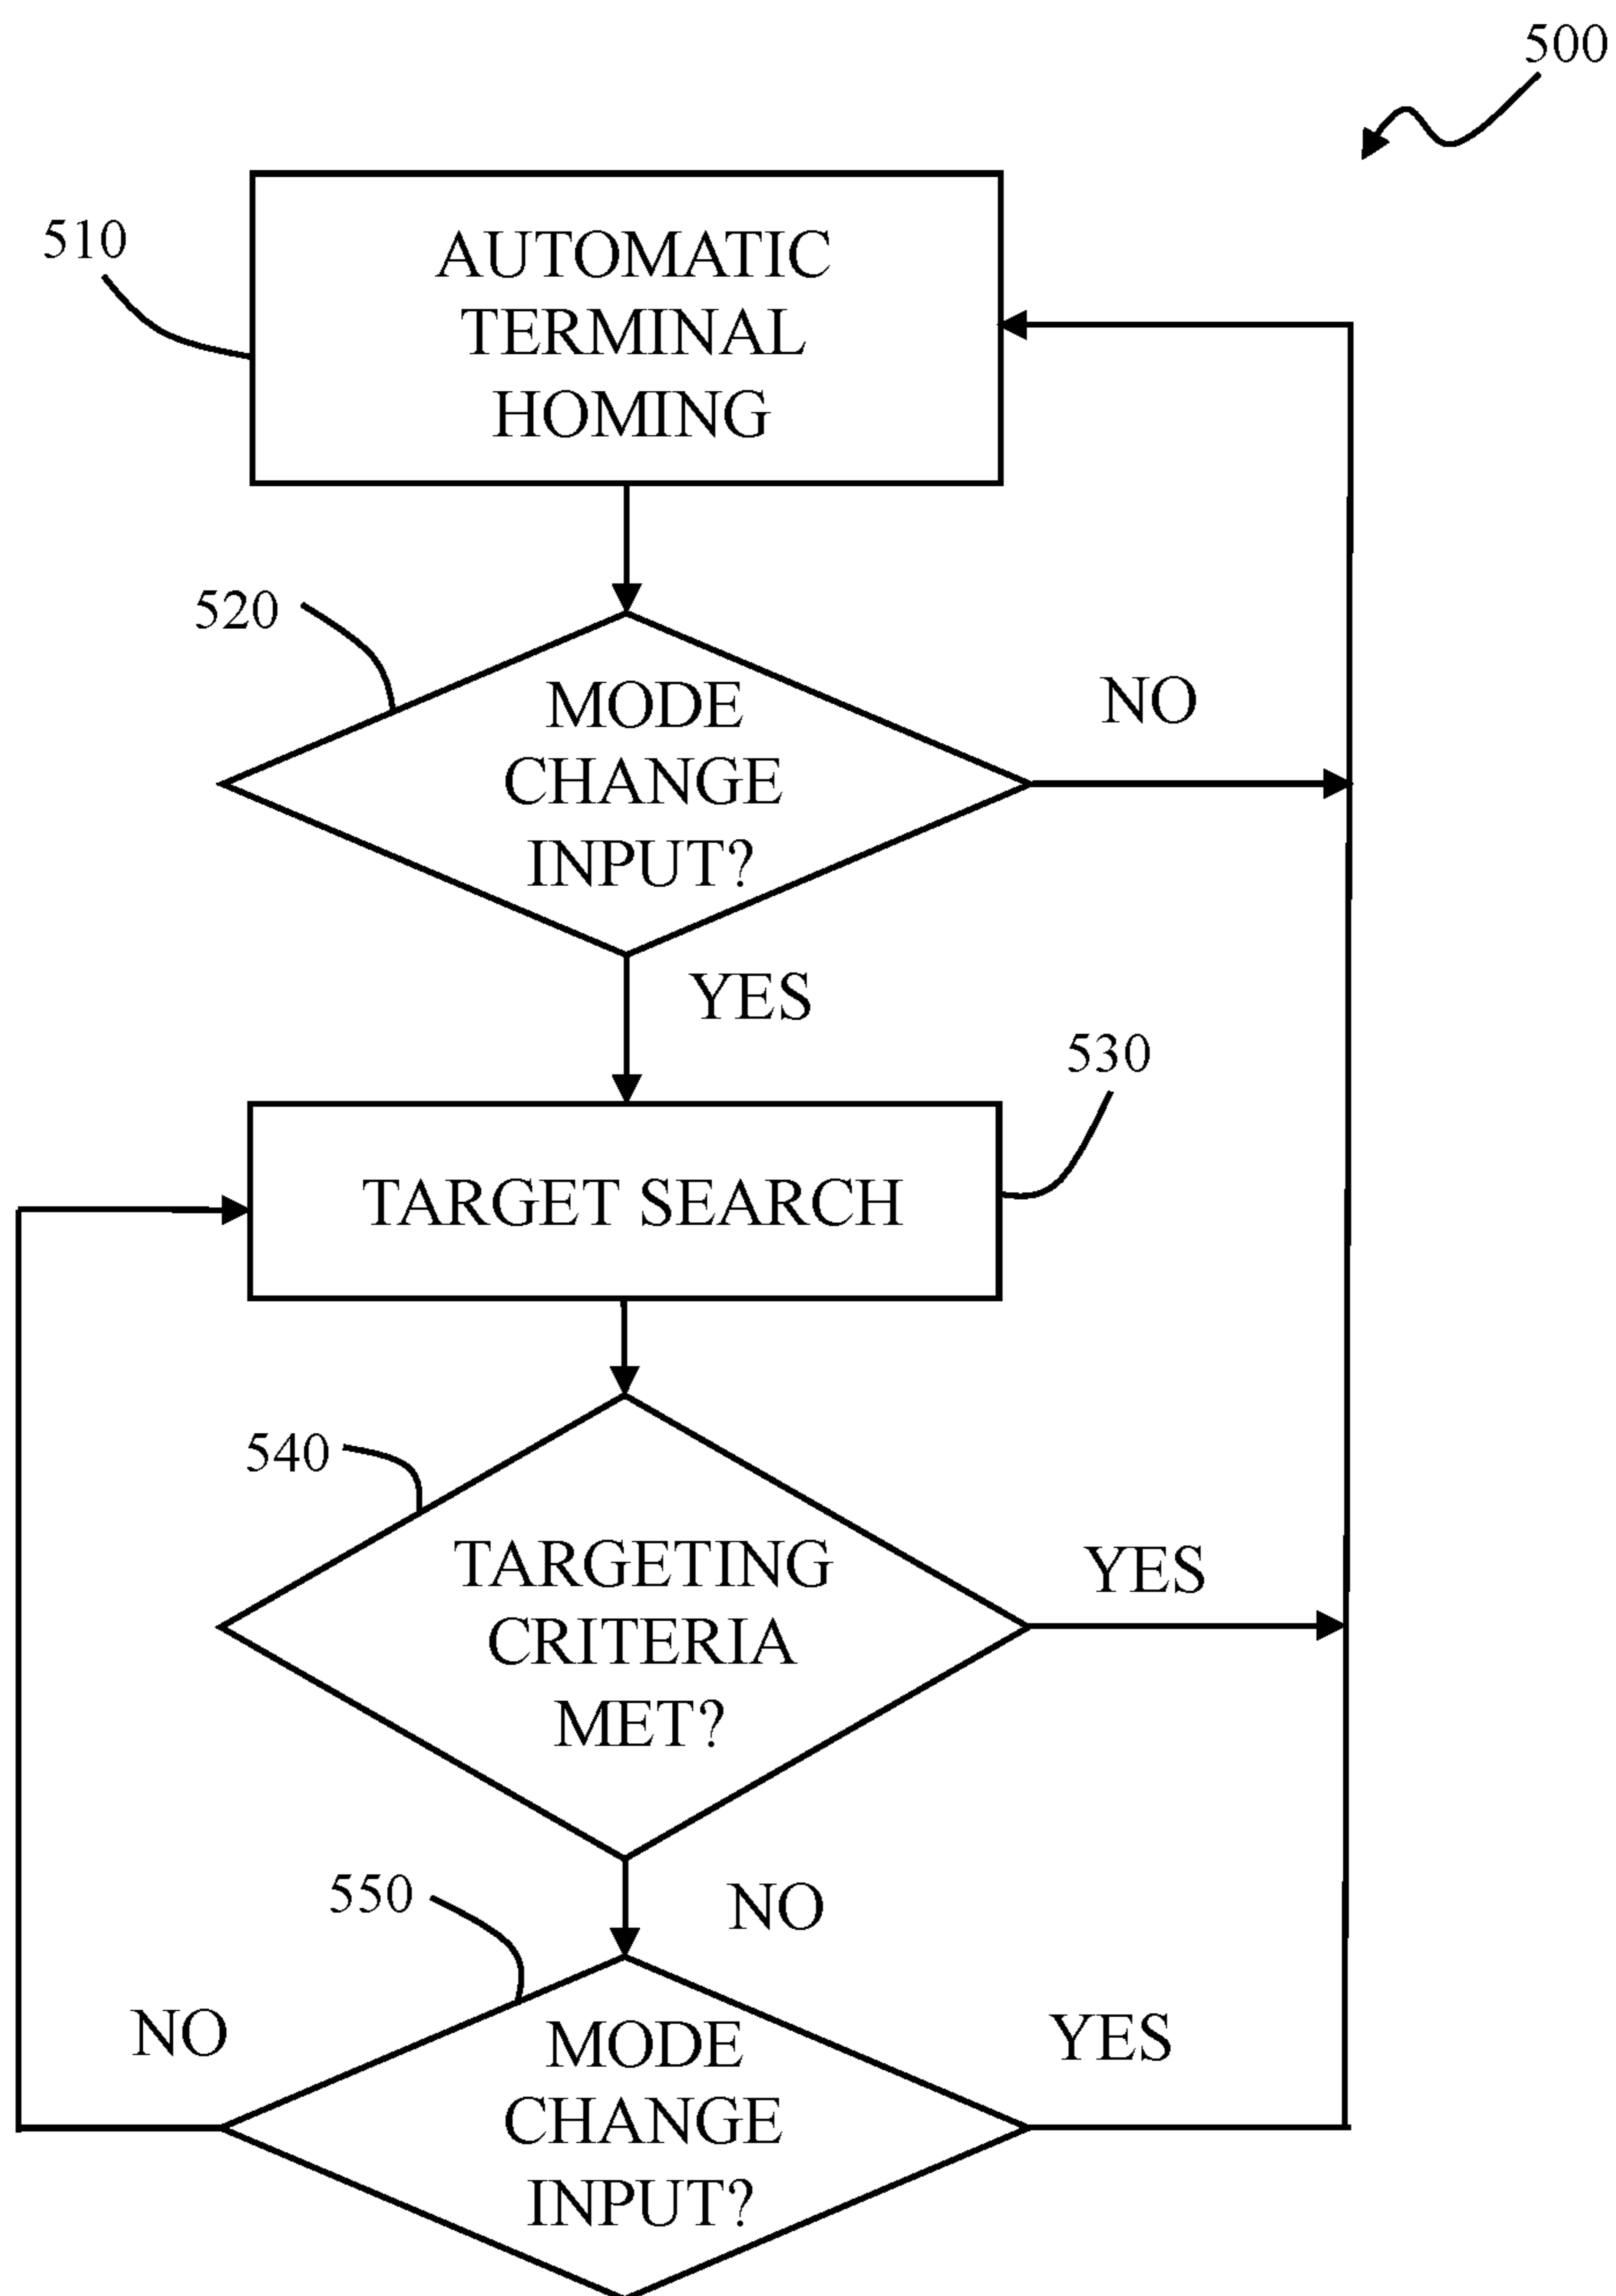 500
510
AUTOMATIC
TERMINAL
HOMING
520
MODE
CHANGE
INPUT?
NO
YES
530
TARGET SEARCH
540
TARGETING
CRITERIA
MET?
YES
550
NO
NO
MODE
CHANGE
INPUT?
YES